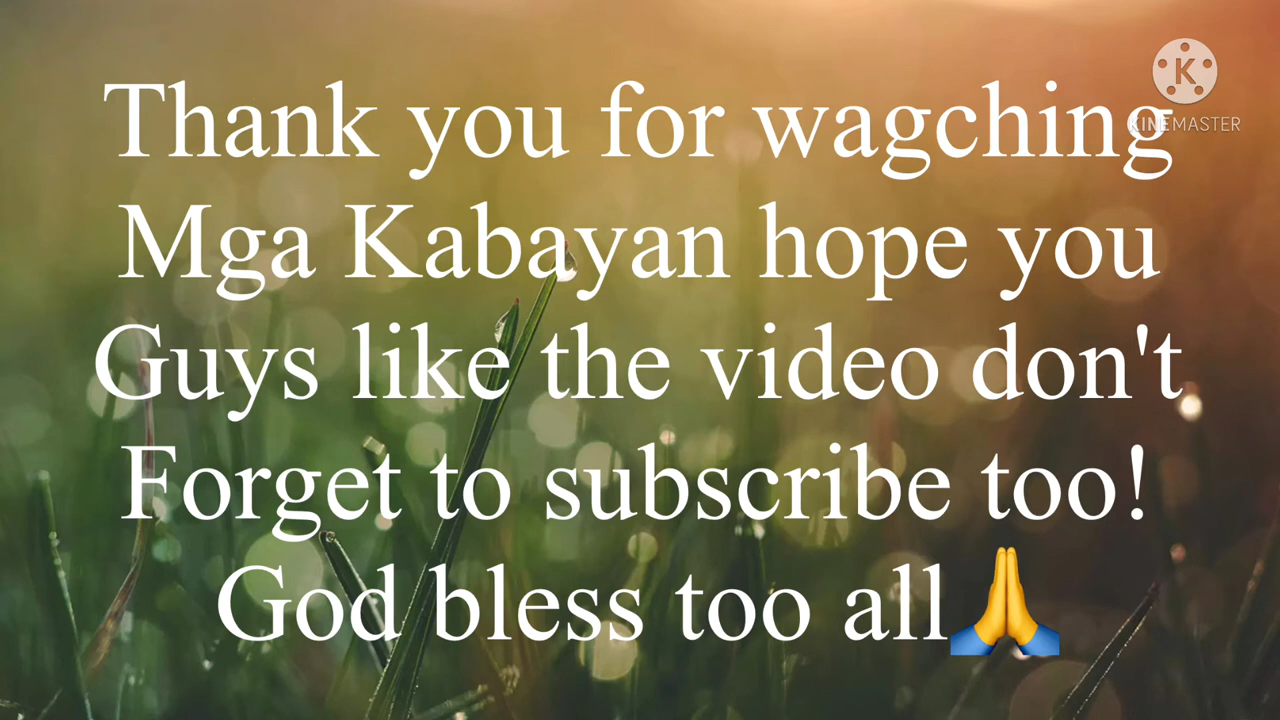 K
KINEMASTER
Thank you for wagching
Mga Kabayan hope you
Guys like the video don't
Forget to subscribe too!
God bless too all🙏